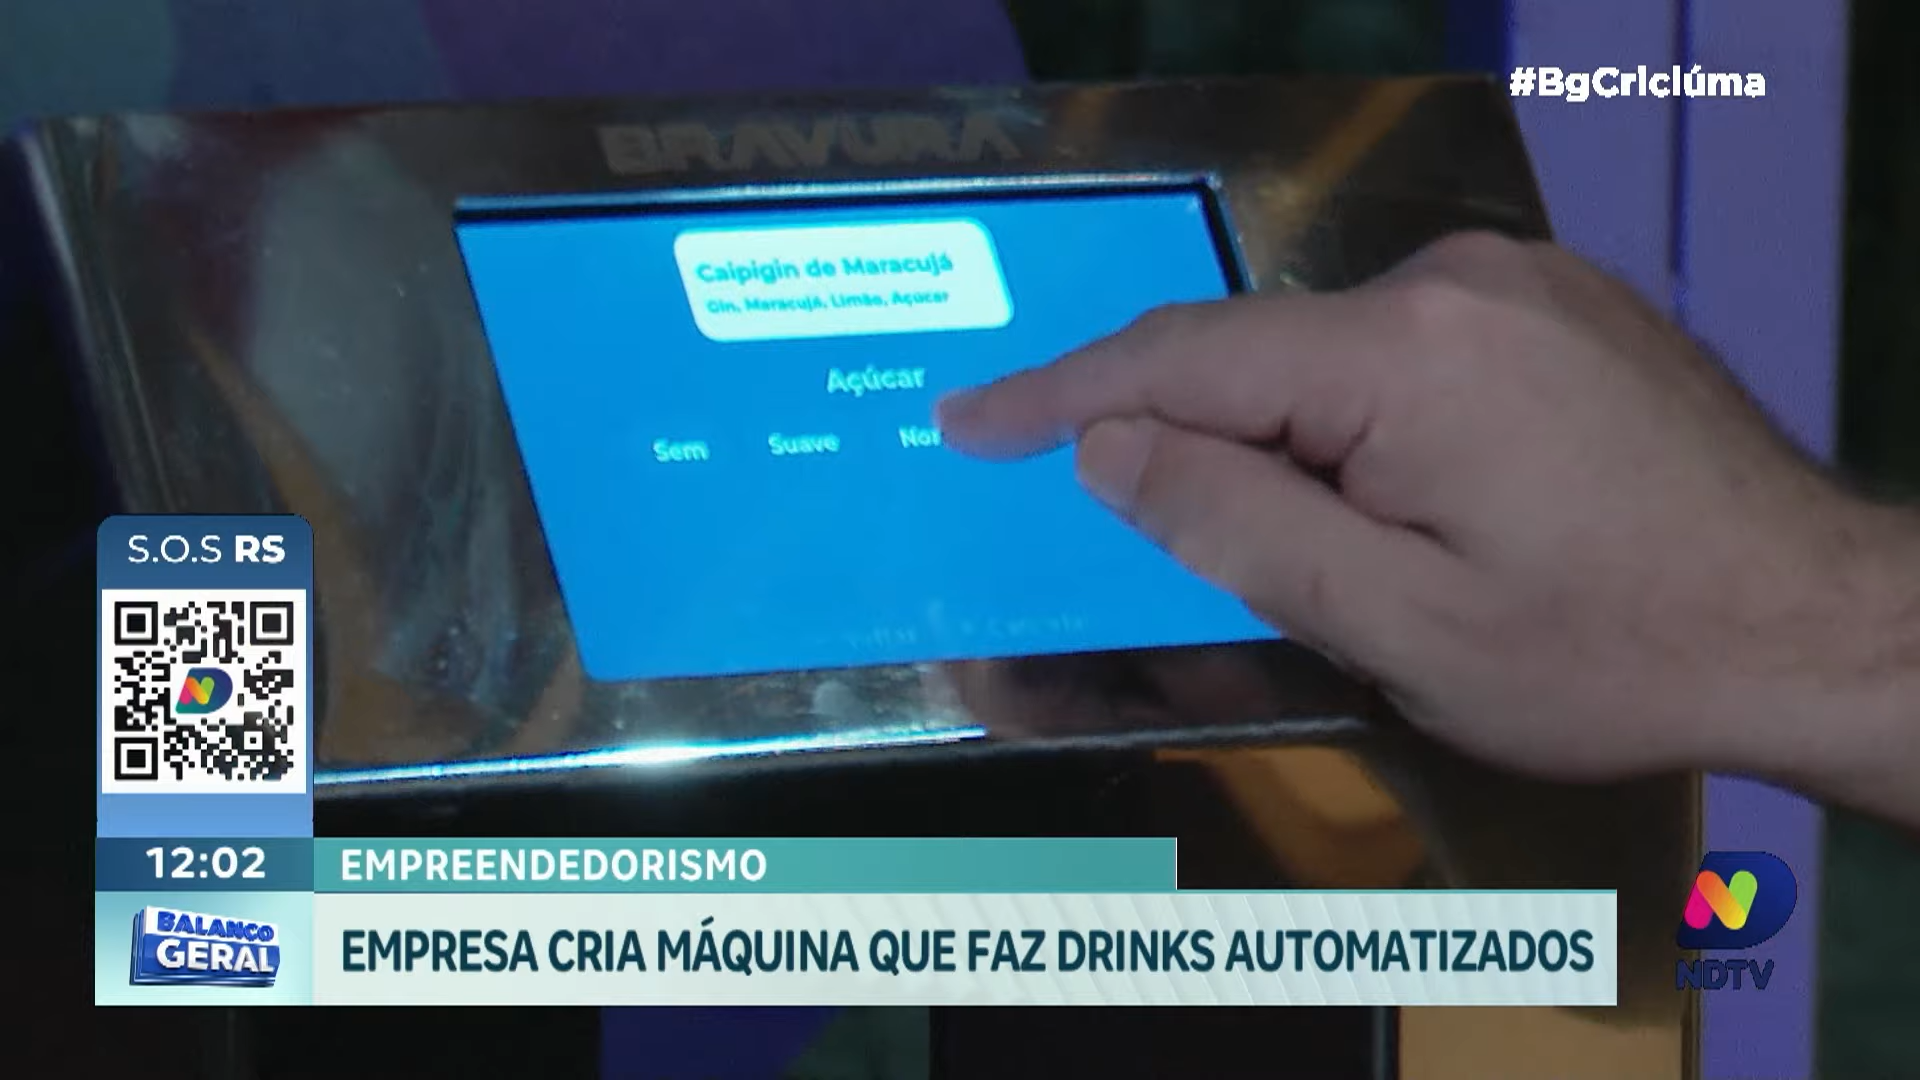 #BgCriciúma
BRAVURA
Caipigin de Maracujá
Gin, Maracujá, Limão, Açúcar
Açúcar
Sem Suave Nor
S.O.S RS
12:02 EMPREENDEDORISMO
BALANÇO
GERAL
EMPRESA CRIA MÁQUINA QUE FAZ DRINKS AUTOMATIZADOS
NDTV